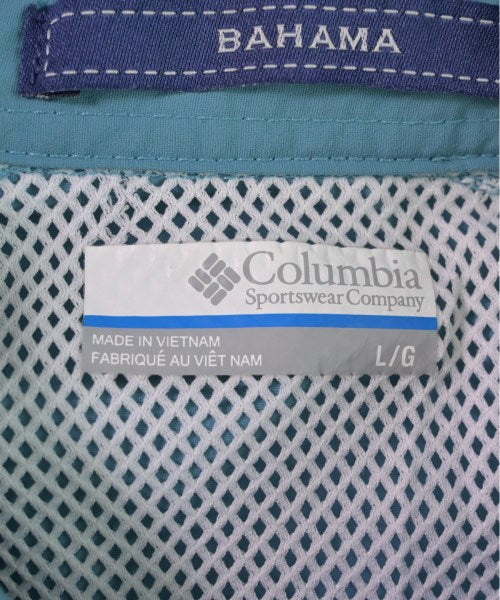 BAHAMA
Columbia
Sportswear Company
MADE IN VIETNAM
FABRIQUÉ AU VIÊT NAM
L/G